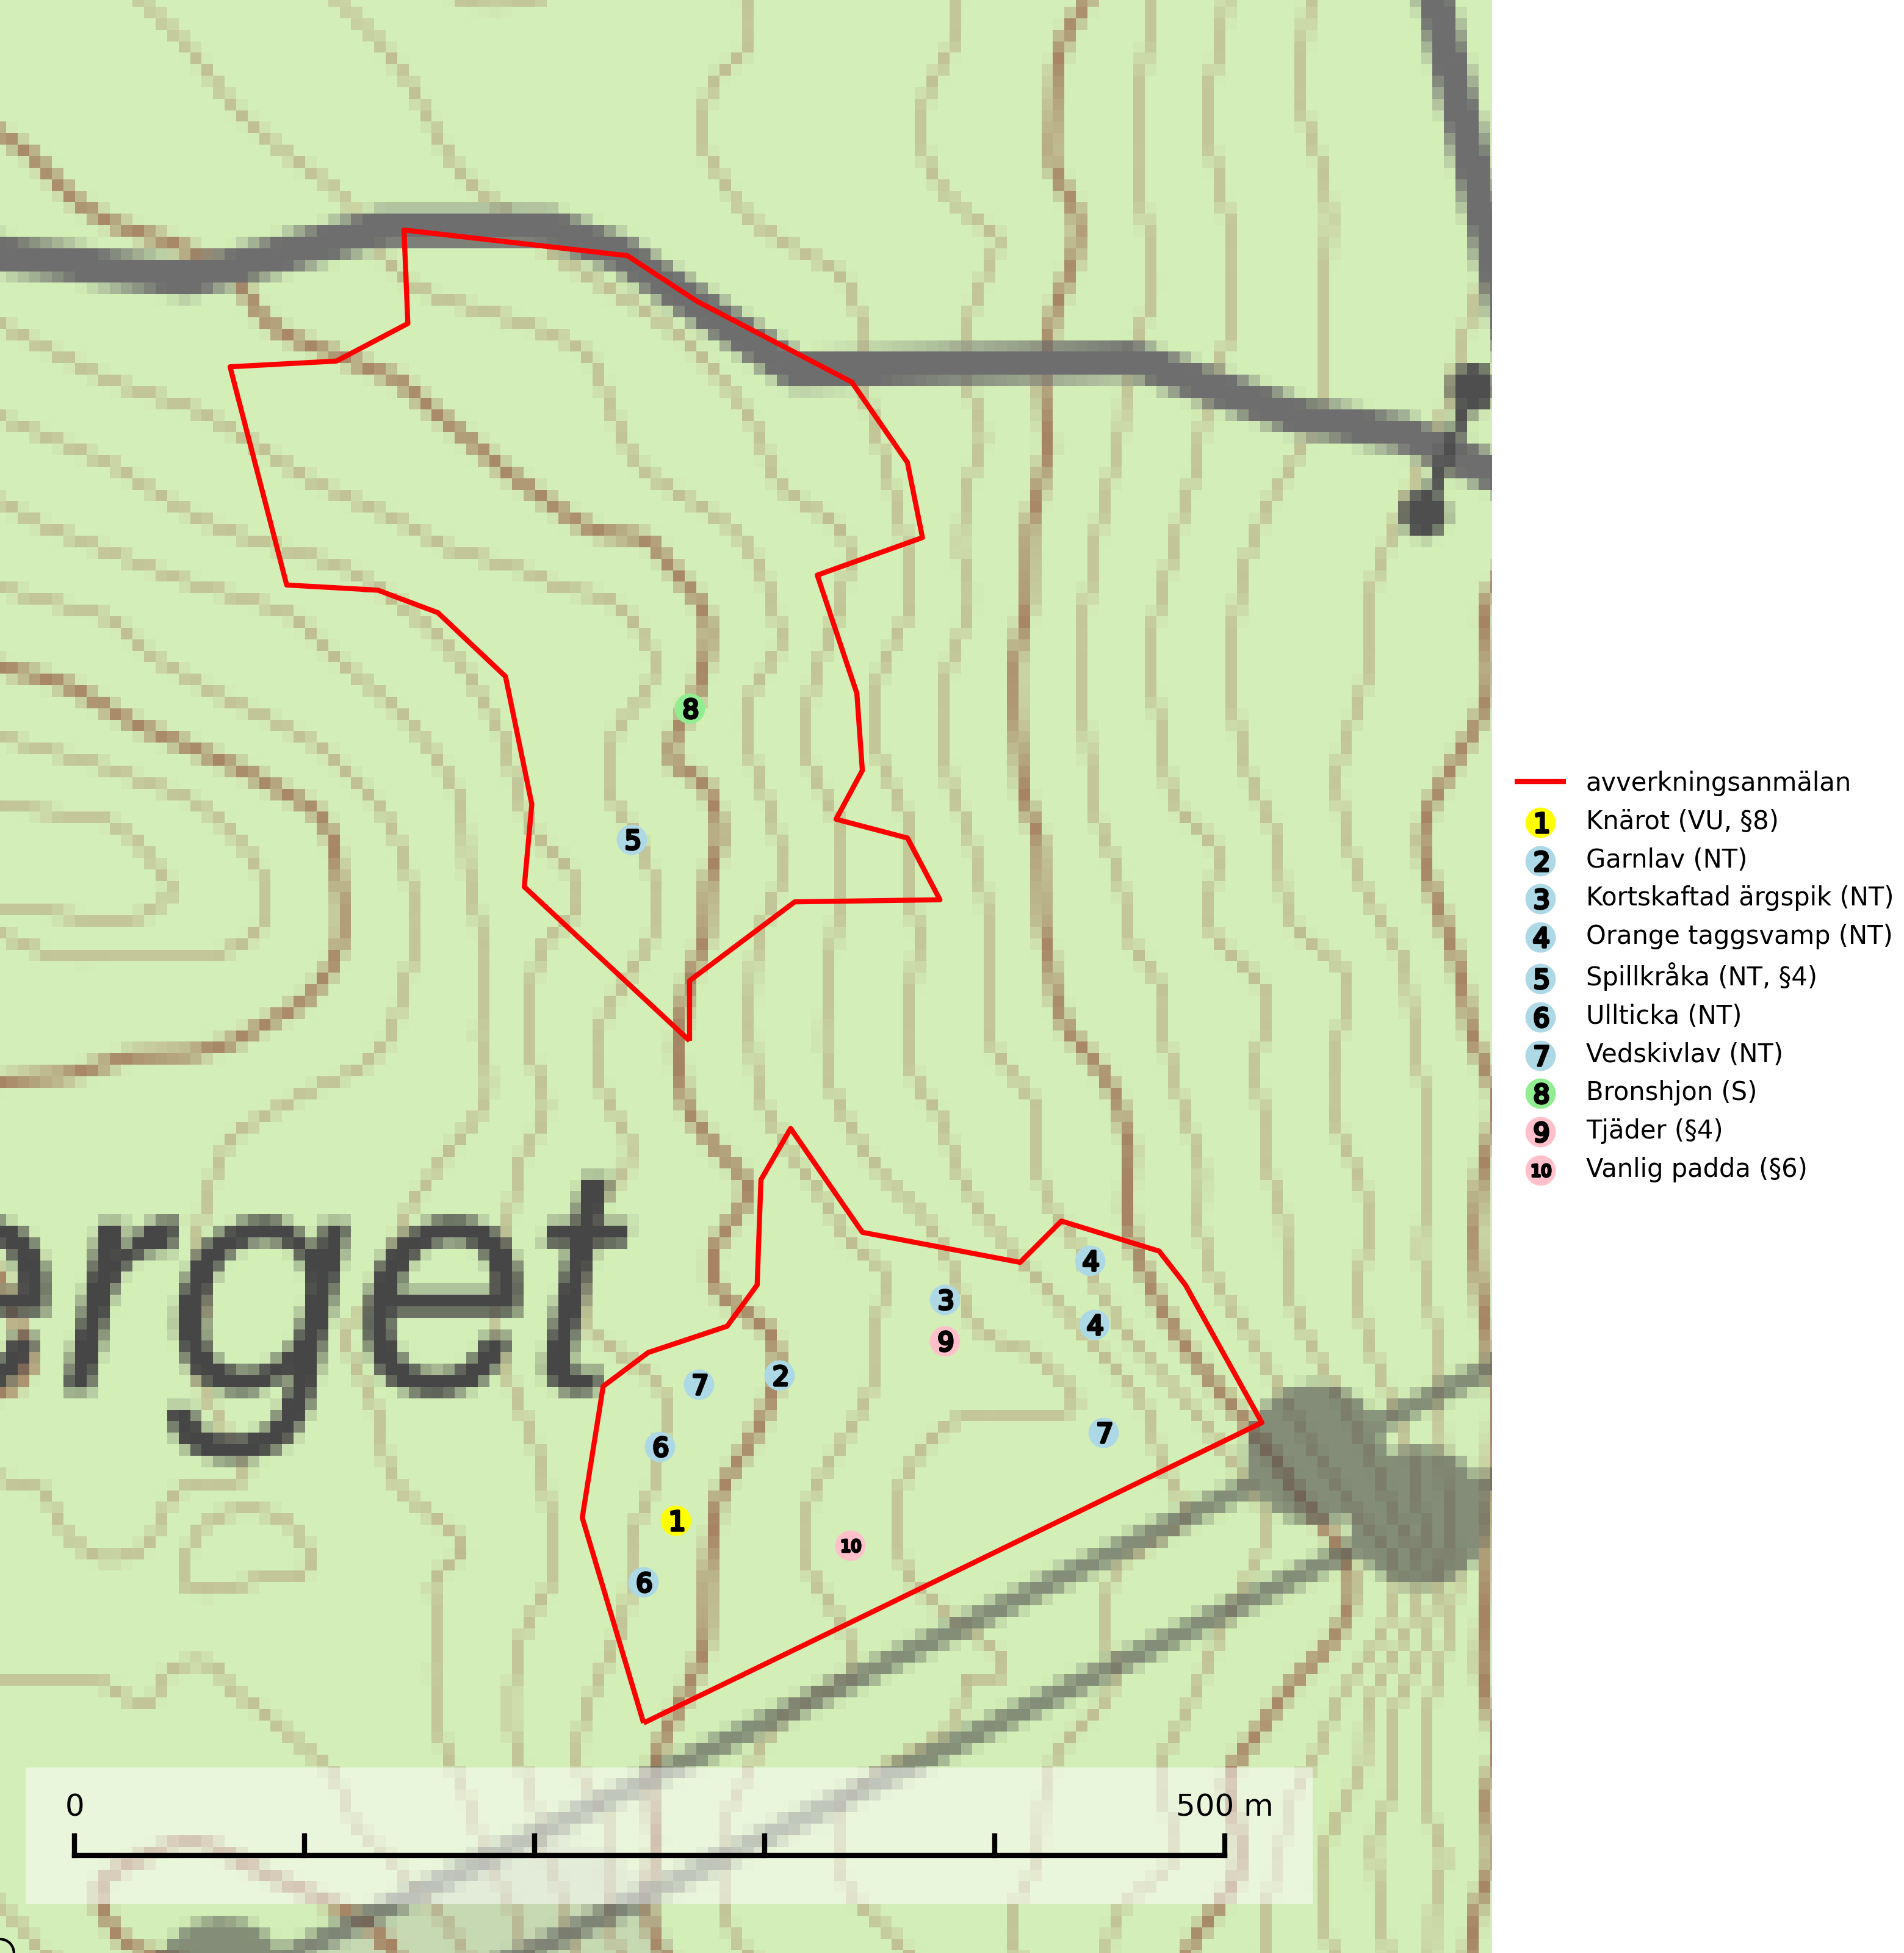 8
5
4
3
4
9
2
7
7
6
1
10
6
erget
0
500 m
avverkningsanmälan
1 Knärot (VU, §8)
2 Garnlav (NT)
3 Kortskaftad ärgspik (NT)
4 Orange taggsvamp (NT)
5 Spillkråka (NT, §4)
6 Ullticka (NT)
7 Vedskivlav (NT)
8 Bronshjon (S)
9 Tjäder (§4)
10 Vanlig padda (§6)